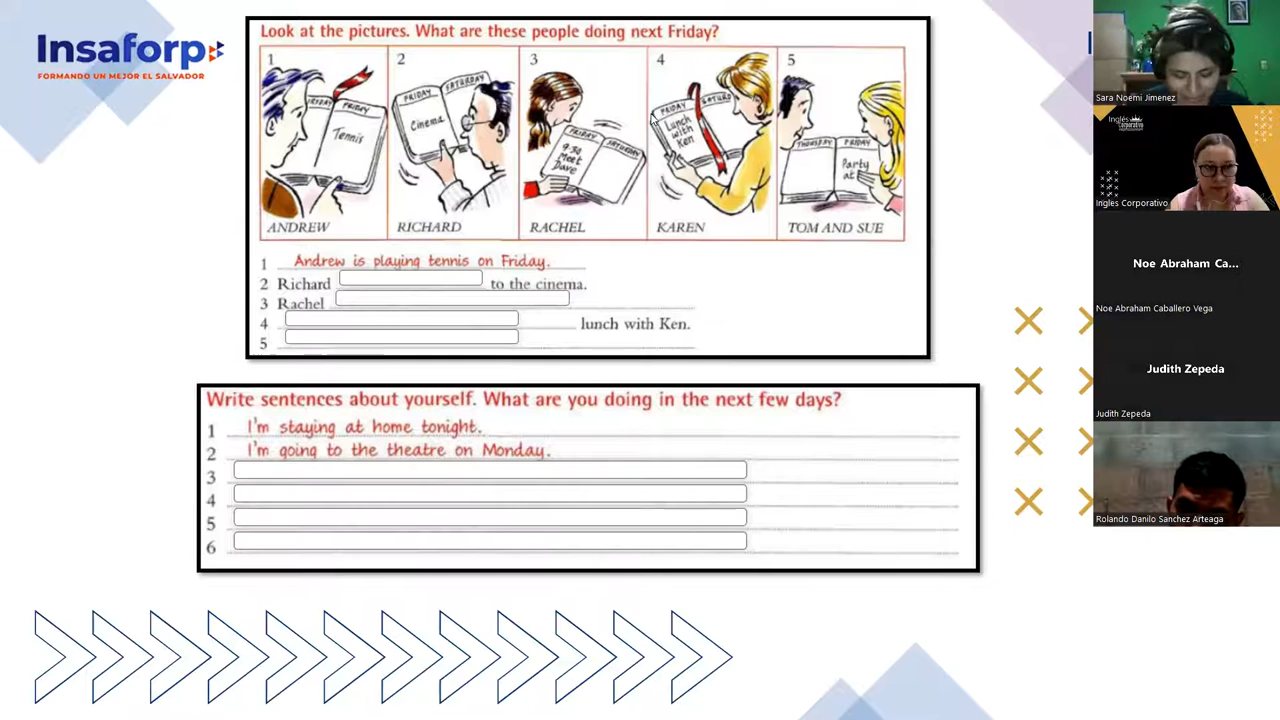 Insaforp
FORMANDO UN MEJOR EL SALVADOR
Look at the pictures. What are these people doing next Friday?
1
2
3
4
5
FRIDAY
Tennis
FRIDAY
SATURDAY
Cinema
FRIDAY
SATURDAY
9.30
Meet
Dave
FRIDAY
Lunch
with
Ken
THURSDAY
FRIDAY
Party
at
ANDREW
RICHARD
RACHEL
KAREN
TOM AND SUE
1 Andrew is playing tennis on Friday.
2 Richard to the cinema.
3 Rachel
4 lunch with Ken.
5
Write sentences about yourself. What are you doing in the next few days?
1 I'm staying at home tonight.
2 I'm going to the theatre on Monday.
3
4
5
6
Sara Noemi Jimenez
Inglés
Corporativo
Ingles Corporativo
Noe Abraham Ca...
Noe Abraham Caballero Vega
Judith Zepeda
Judith Zepeda
Rolando Danilo Sanchez Arteaga